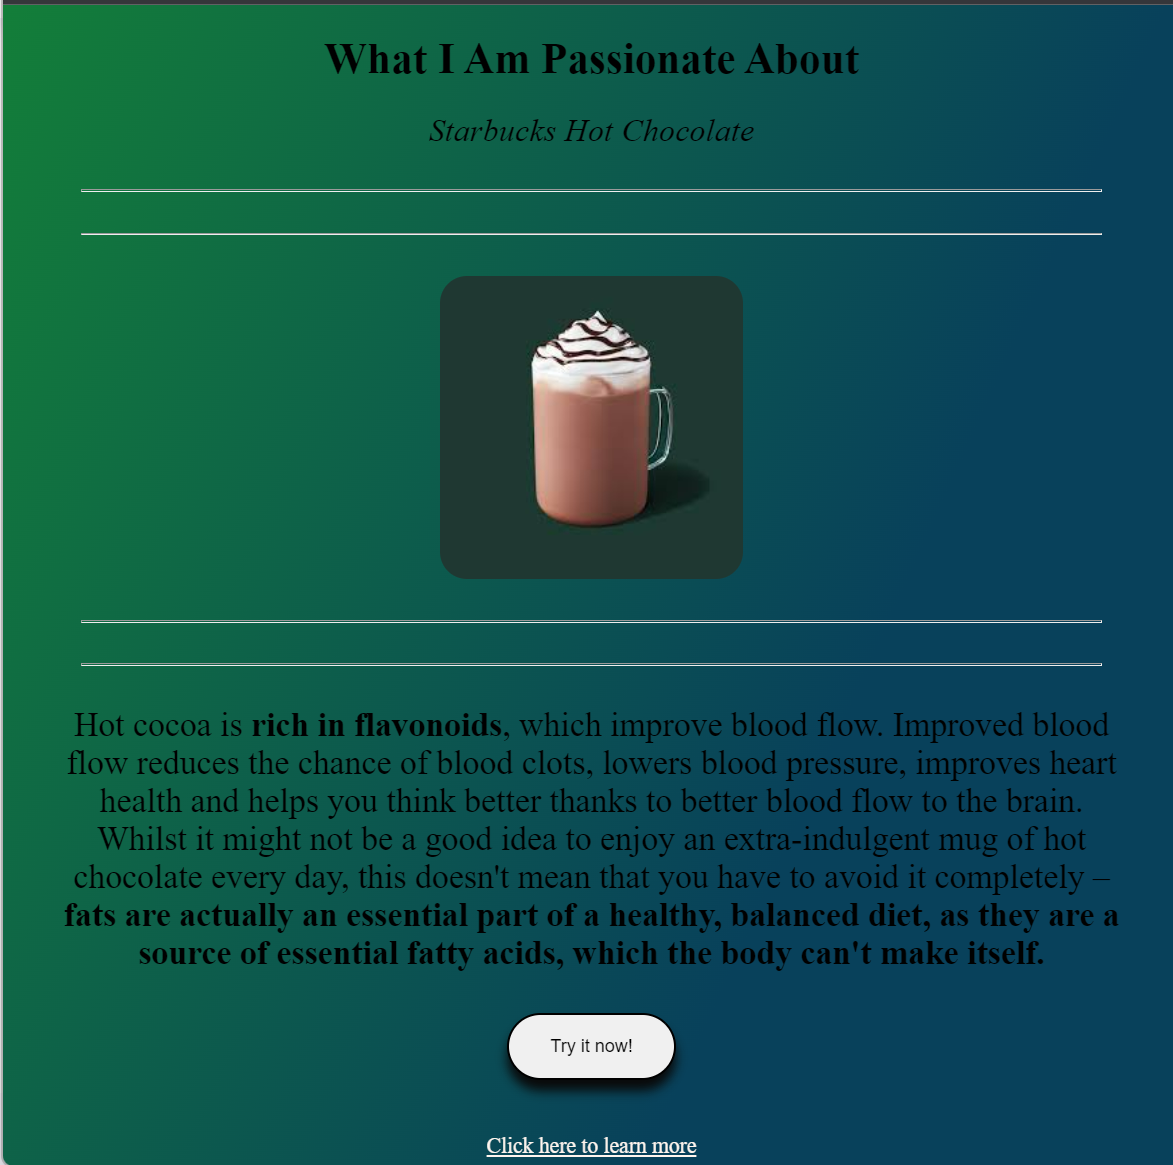 What I Am Passionate About
Starbucks Hot Chocolate
Hot cocoa is rich in flavonoids, which improve blood flow. Improved blood
flow reduces the chance of blood clots, lowers blood pressure, improves heart
health and helps you think better thanks to better blood flow to the brain.
Whilst it might not be a good idea to enjoy an extra-indulgent mug of hot
chocolate every day, this doesn't mean that you have to avoid it completely –
fats are actually an essential part of a healthy, balanced diet, as they are a
source of essential fatty acids, which the body can't make itself.
Try it now!
Click here to learn more